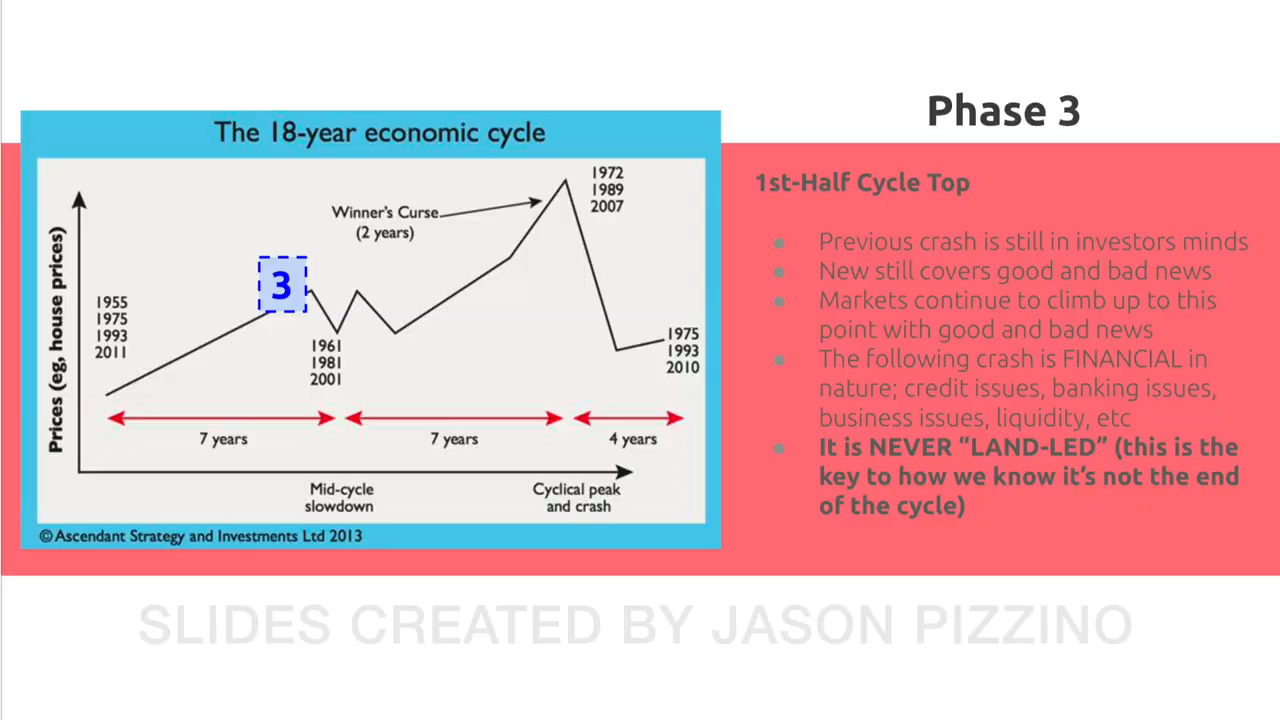 Phase 3
The 18-year economic cycle
Prices (eg, house prices)
1955
1975
1993
2011
3
Winner's Curse
(2 years)
1961
1981
2001
1972
1989
2007
1975
1993
2010
7 years
7 years
4 years
Mid-cycle
slowdown
Cyclical peak
and crash
© Ascendant Strategy and Investments Ltd 2013
1st-Half Cycle Top
● Previous crash is still in investors minds
● New still covers good and bad news
● Markets continue to climb up to this
point with good and bad news
● The following crash is FINANCIAL in
nature; credit issues, banking issues,
business issues, liquidity, etc
● It is NEVER “LAND-LED” (this is the
key to how we know it’s not the end
of the cycle)
SLIDES CREATED BY JASON PIZZINO